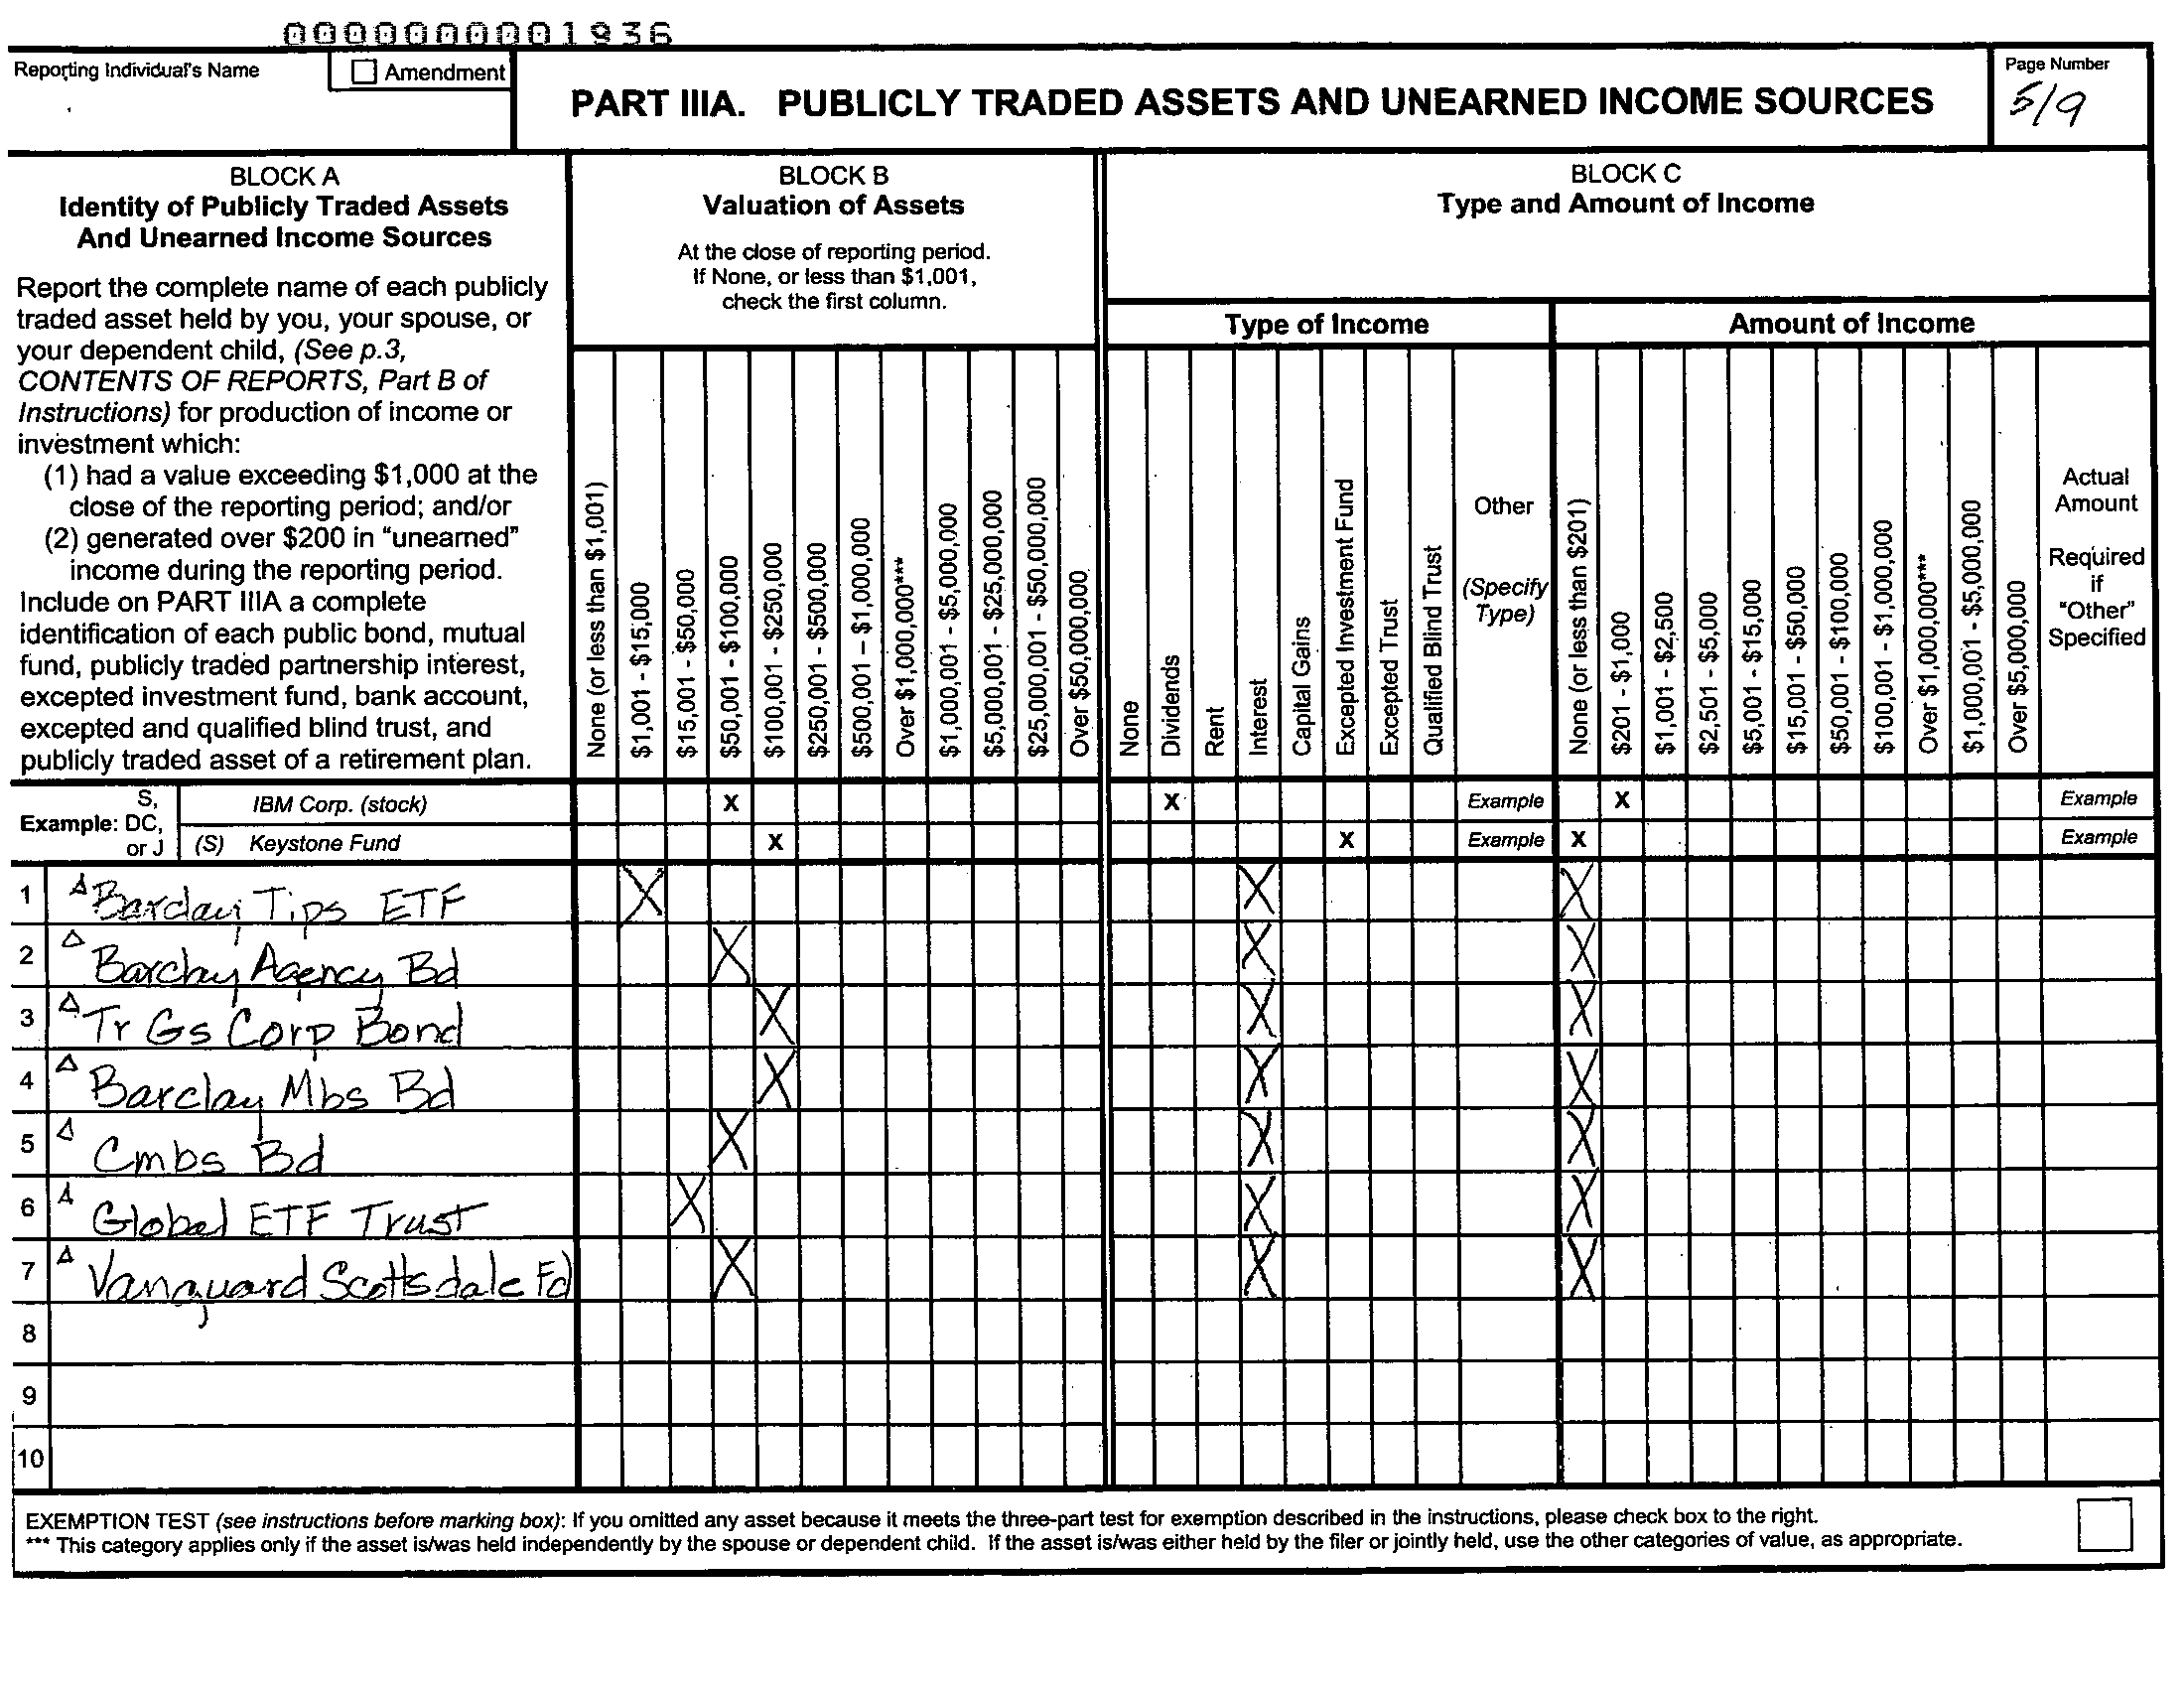 0000000001936
Reporting Individual's Name
Amendment
PART IIIA. PUBLICLY TRADED ASSETS AND UNEARNED INCOME SOURCES
Page Number
5/9
BLOCK A
Identity of Publicly Traded Assets
And Unearned Income Sources
Report the complete name of each publicly
traded asset held by you, your spouse, or
your dependent child, (See p.3,
CONTENTS OF REPORTS, Part B of
Instructions) for production of income or
investment which:
(1) had a value exceeding $1,000 at the
close of the reporting period; and/or
(2) generated over $200 in "unearned"
income during the reporting period.
Include on PART IIIA a complete
identification of each public bond, mutual
fund, publicly traded partnership interest,
excepted investment fund, bank account,
excepted and qualified blind trust, and
publicly traded asset of a retirement plan.
BLOCK B
Valuation of Assets
At the close of reporting period.
If None, or less than $1,001,
check the first column.
None (or less than $1,001)
$1,001 - $15,000
$15,001 - $50,000
$50,001 - $100,000
$100,001 - $250,000
$250,001 - $500,000
$500,001 – $1,000,000
Over $1,000,000***
$1,000,001 - $5,000,000
$5,000,001 - $25,000,000
$25,000,001 - $50,000,000
Over $50,000,000
BLOCK C
Type and Amount of Income
Type of Income
None
Dividends
Rent
Interest
Capital Gains
Excepted Investment Fund
Excepted Trust
Qualified Blind Trust
Other
(Specify
Type)
Amount of Income
None (or less than $201)
$201 - $1,000
$1,001 - $2,500
$2,501 - $5,000
$5,001 - $15,000
$15,001 - $50,000
$50,001 - $100,000
$100,001 - $1,000,000
Over $1,000,000***
$1,000,001 - $5,000,000
Over $5,000,000
Actual
Amount
Required
if
"Other"
Specified
Example: S, DC, or J
IBM Corp. (stock) X X Example X Example
(S) Keystone Fund X X Example X Example
1 Δ Barclay Tips ETF X X X
2 Δ Barclay Agency Bd X X X
3 Δ Tr Gs Corp Bond X X X
4 Δ Barclay Mbs Bd X X X
5 Δ Cmbs Bd X X X
6 Δ Global ETF Trust X X X
7 Δ Vanguard Scottsdale Fd X X X
8
9
10
EXEMPTION TEST (see instructions before marking box): If you omitted any asset because it meets the three-part test for exemption described in the instructions, please check box to the right.
*** This category applies only if the asset is/was held independently by the spouse or dependent child. If the asset is/was either held by the filer or jointly held, use the other categories of value, as appropriate.